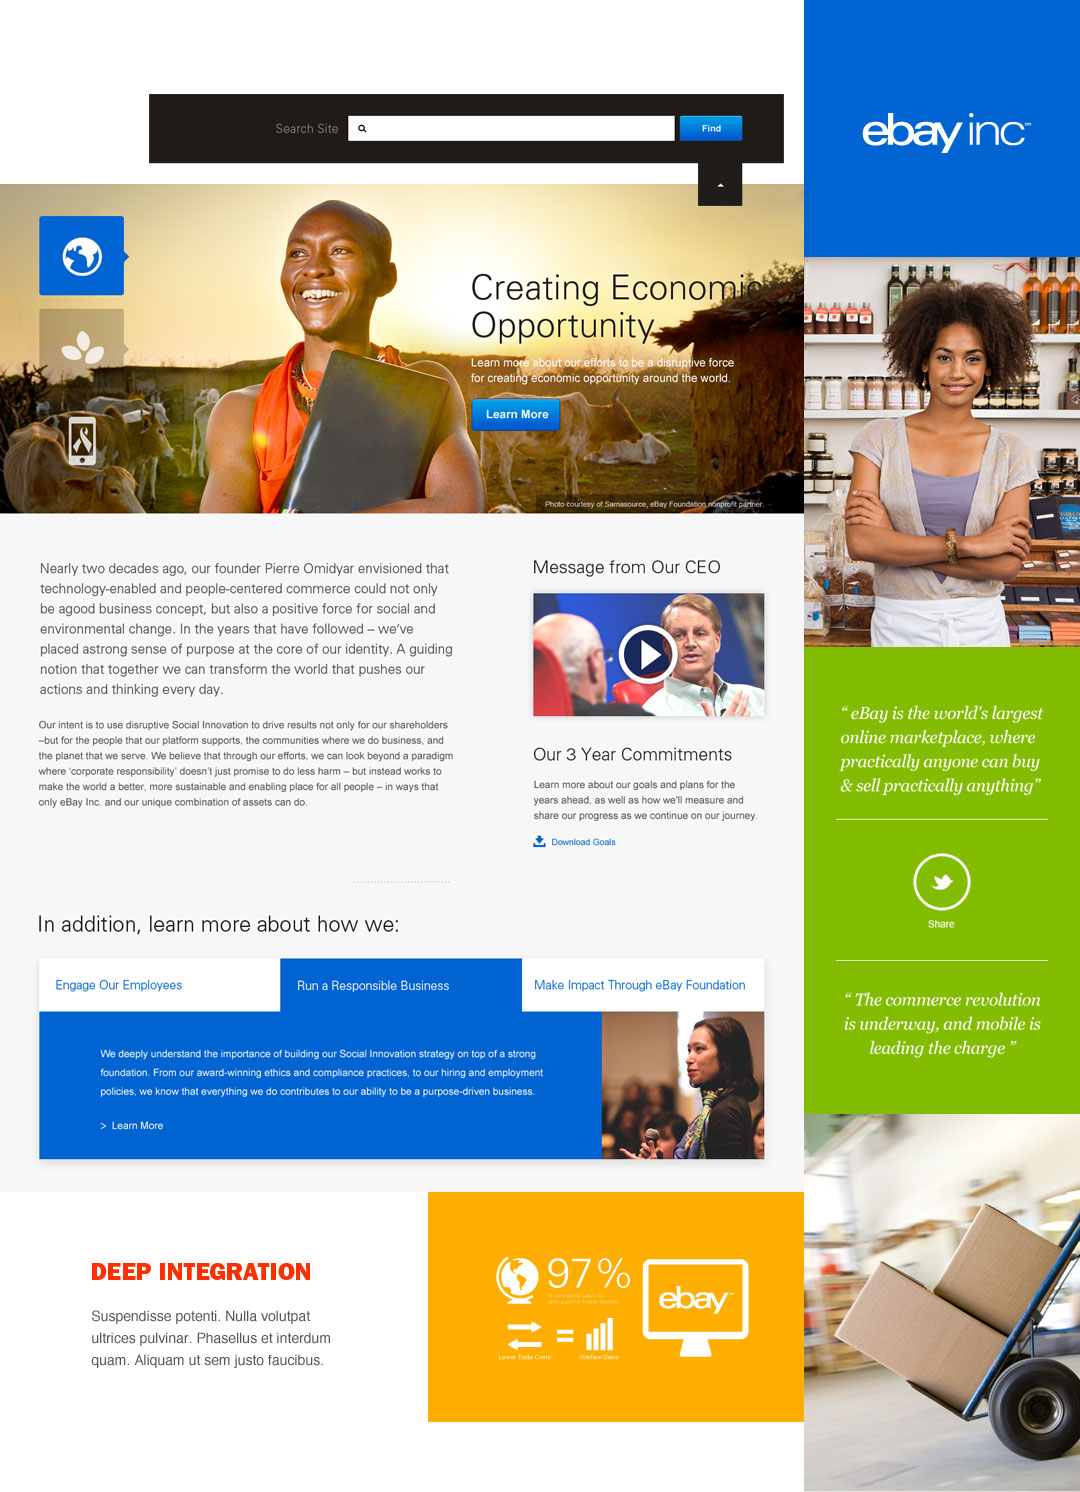 Search Site
Find
ebay inc™
Creating Economic
Opportunity
Learn more about our efforts to be a disruptive force
for creating economic opportunity around the world.
Learn More
Photo courtesy of Samasource, eBay Foundation nonprofit partner.
Nearly two decades ago, our founder Pierre Omidyar envisioned that
technology-enabled and people-centered commerce could not only
be agood business concept, but also a positive force for social and
environmental change. In the years that have followed – we've
placed astrong sense of purpose at the core of our identity. A guiding
notion that together we can transform the world that pushes our
actions and thinking every day.
Our intent is to use disruptive Social Innovation to drive results not only for our shareholders
–but for the people that our platform supports, the communities where we do business, and
the planet that we serve. We believe that through our efforts, we can look beyond a paradigm
where 'corporate responsibility' doesn't just promise to do less harm – but instead works to
make the world a better, more sustainable and enabling place for all people – in ways that
only eBay Inc. and our unique combination of assets can do.
Message from Our CEO
Our 3 Year Commitments
Learn more about our goals and plans for the
years ahead, as well as how we'll measure and
share our progress as we continue on our journey.
Download Goals
“ eBay is the world's largest
online marketplace, where
practically anyone can buy
& sell practically anything”
Share
“ The commerce revolution
is underway, and mobile is
leading the charge ”
In addition, learn more about how we:
Engage Our Employees
Run a Responsible Business
Make Impact Through eBay Foundation
We deeply understand the importance of building our Social Innovation strategy on top of a strong
foundation. From our award-winning ethics and compliance practices, to our hiring and employment
policies, we know that everything we do contributes to our ability to be a purpose-driven business.
> Learn More
DEEP INTEGRATION
Suspendisse potenti. Nulla volutpat
ultrices pulvinar. Phasellus et interdum
quam. Aliquam ut sem justo faucibus.
97%
ebay™
=
Lower Trade Costs
Welfare Gains